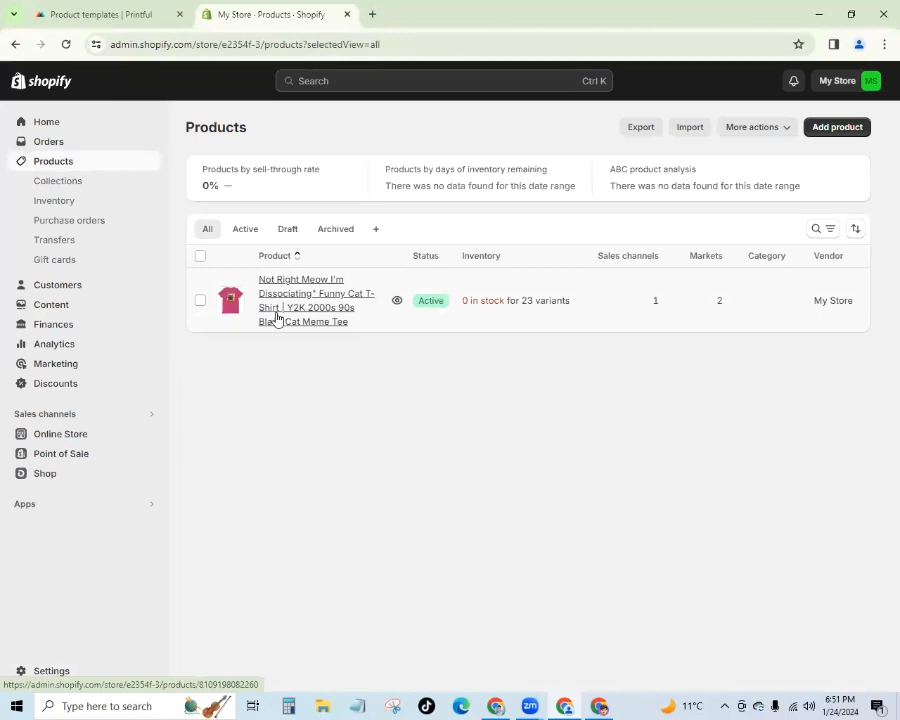 Product templates | Printful
My Store · Products · Shopify
admin.shopify.com/store/e2354f-3/products?selectedView=all
shopify
Search
Ctrl K
My Store
MS
Home
Orders
Products
Collections
Inventory
Purchase orders
Transfers
Gift cards
Customers
Content
Finances
Analytics
Marketing
Discounts
Sales channels
Online Store
Point of Sale
Shop
Apps
Settings
Products
Export
Import
More actions
Add product
Products by sell-through rate
0% —
Products by days of inventory remaining
There was no data found for this date range
ABC product analysis
There was no data found for this date range
All
Active
Draft
Archived
+
Product
Status
Inventory
Sales channels
Markets
Category
Vendor
Not Right Meow I'm
Dissociating" Funny Cat T-
Shirt | Y2K 2000s 90s
Black Cat Meme Tee
Active
0 in stock for 23 variants
1
2
My Store
https://admin.shopify.com/store/e2354f-3/products/8109198082260
Type here to search
11°C
6:51 PM
1/24/2024